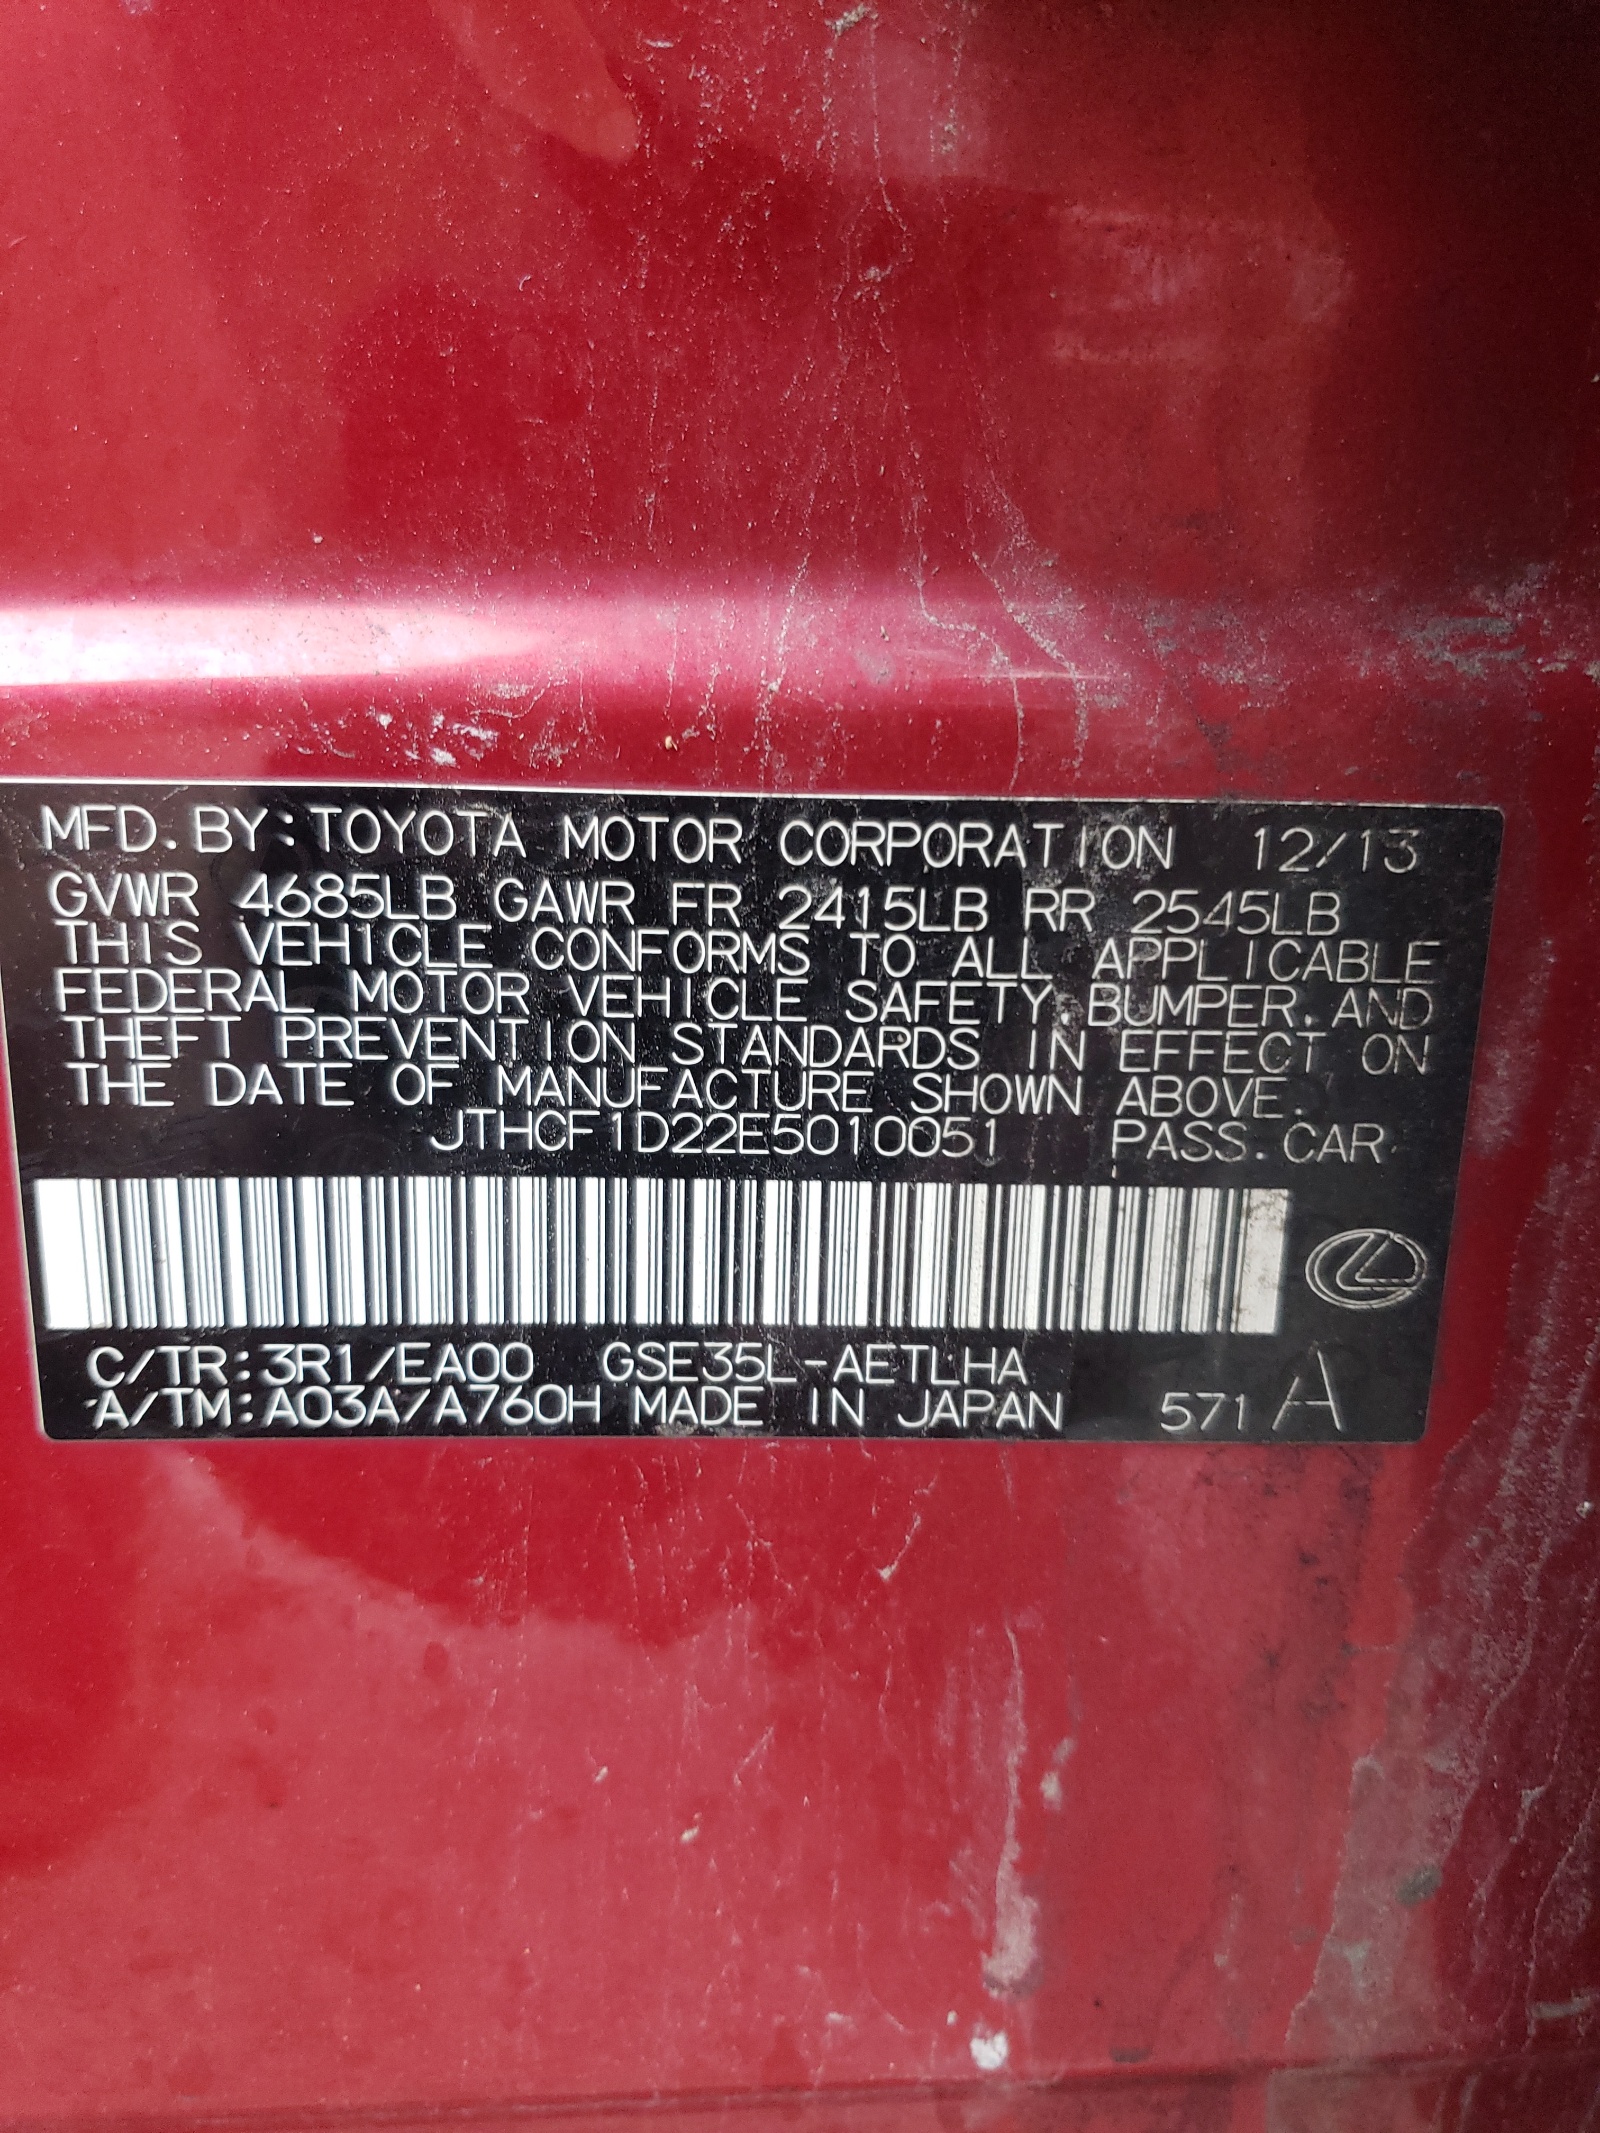 MFD. BY: TOYOTA MOTOR CORPORATION 12/13
GVWR 4685LB GAWR FR 2415LB RR 2545LB
THIS VEHICLE CONFORMS TO ALL APPLICABLE
FEDERAL MOTOR VEHICLE SAFETY, BUMPER, AND
THEFT PREVENTION STANDARDS IN EFFECT ON
THE DATE OF MANUFACTURE SHOWN ABOVE.
JTHCF1D22E5010051 PASS. CAR
C/TR: 3R1/EA00 GSE35L-AETLHA
A/TM: A03A/A760H MADE IN JAPAN 571 A